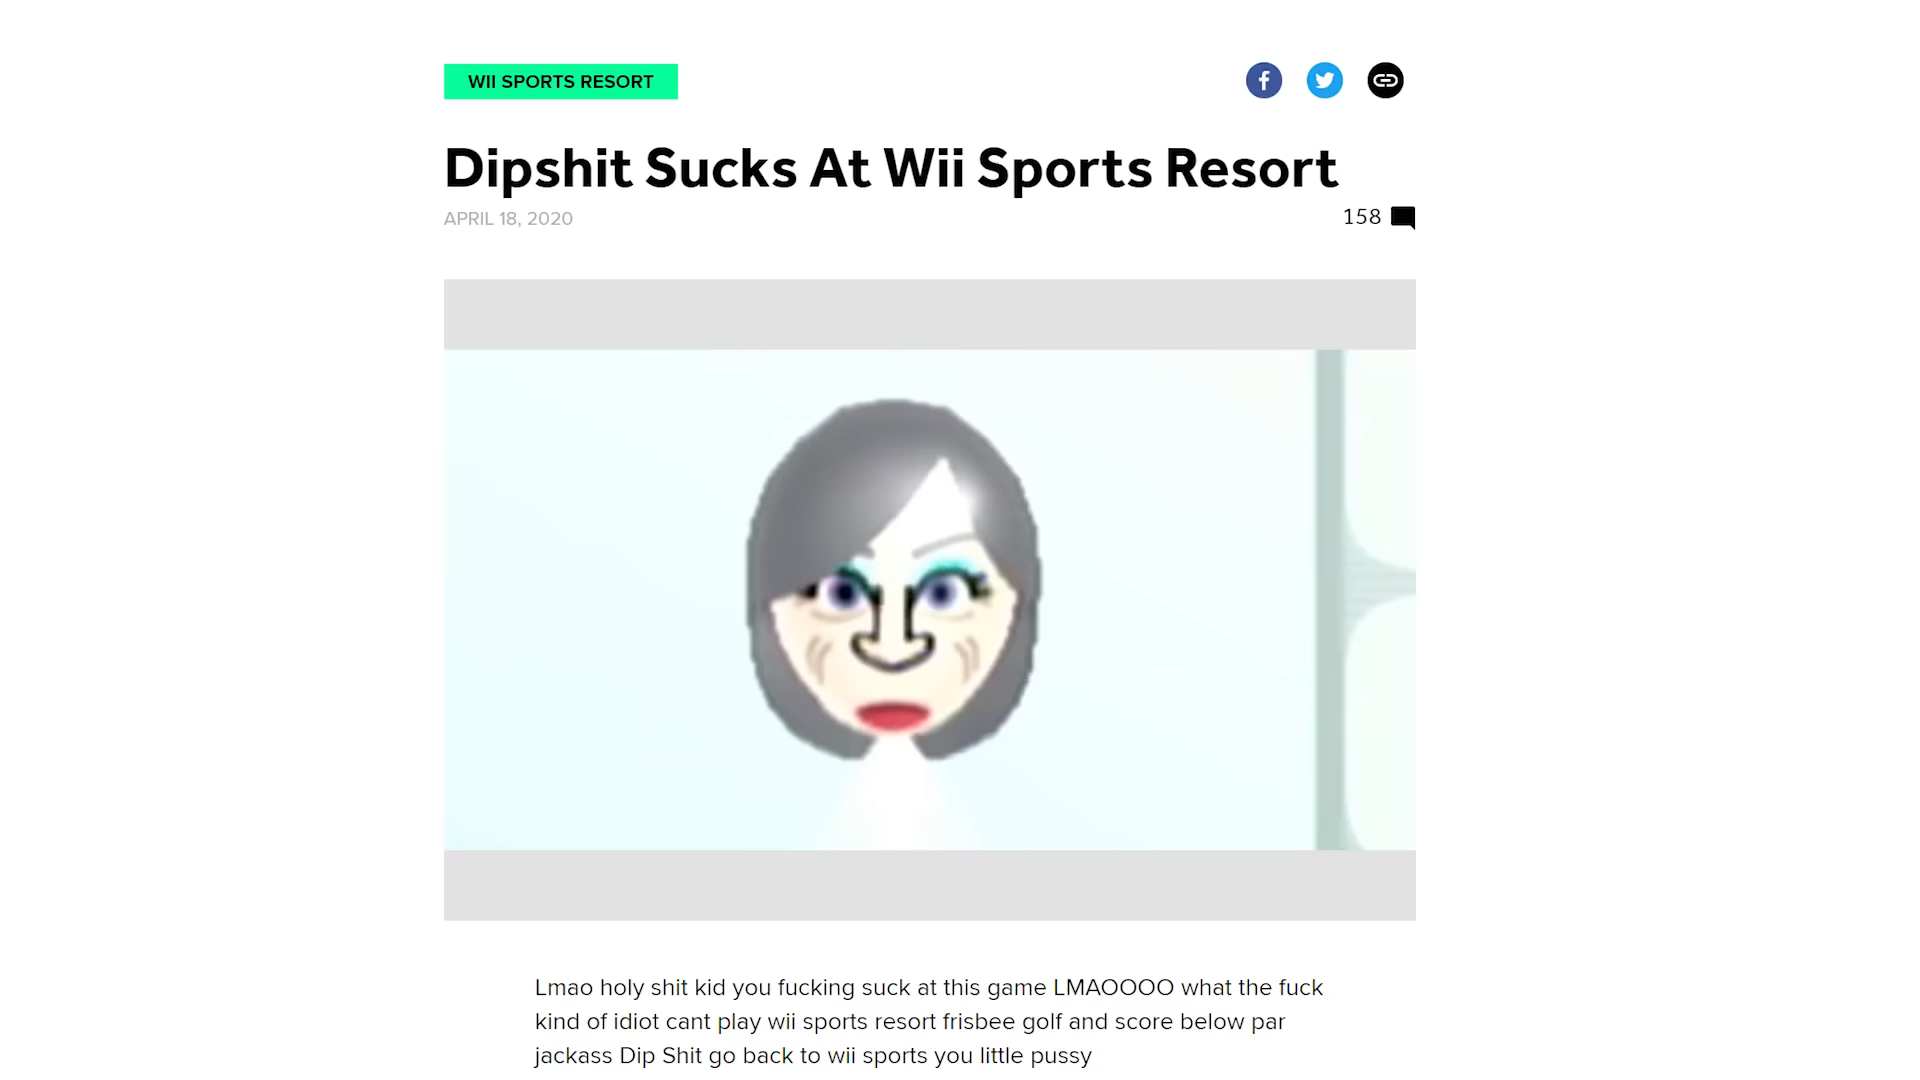 WII SPORTS RESORT
Dipshit Sucks At Wii Sports Resort
APRIL 18, 2020
158
Lmao holy shit kid you fucking suck at this game LMAOOOO what the fuck
kind of idiot cant play wii sports resort frisbee golf and score below par
jackass Dip Shit go back to wii sports you little pussy